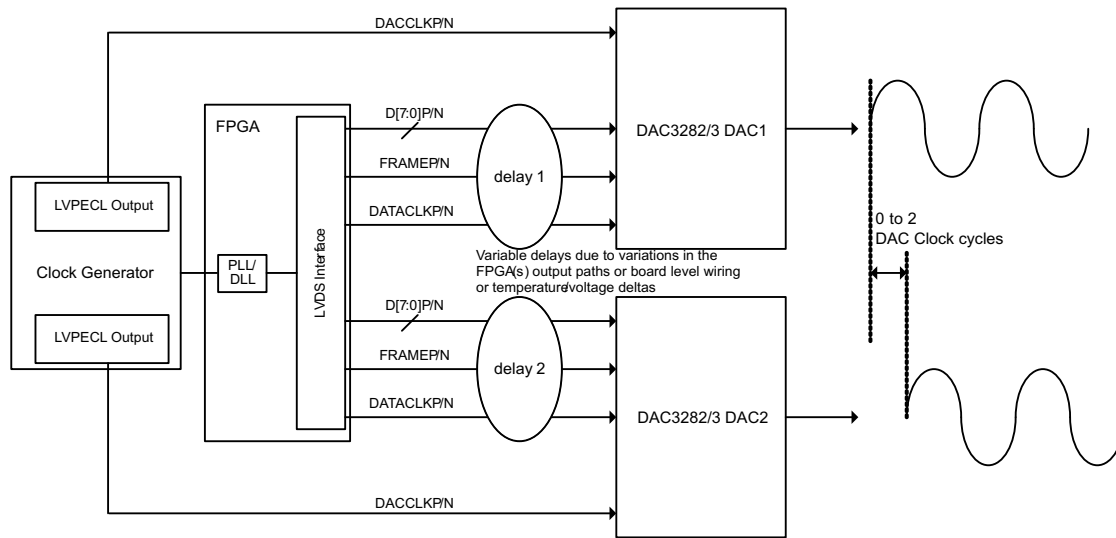 DACCLKP/N
FPGA
D[7:0]P/N
FRAMEP/N
DATACLKP/N
delay 1
DAC3282/3 DAC1
LVPECL Output
Clock Generator
LVPECL Output
PLL/
DLL
LVDS Interface
Variable delays due to variations in the
FPGA(s) output paths or board level wiring
or temperature/voltage deltas
0 to 2
DAC Clock cycles
D[7:0]P/N
FRAMEP/N
DATACLKP/N
delay 2
DAC3282/3 DAC2
DACCLKP/N